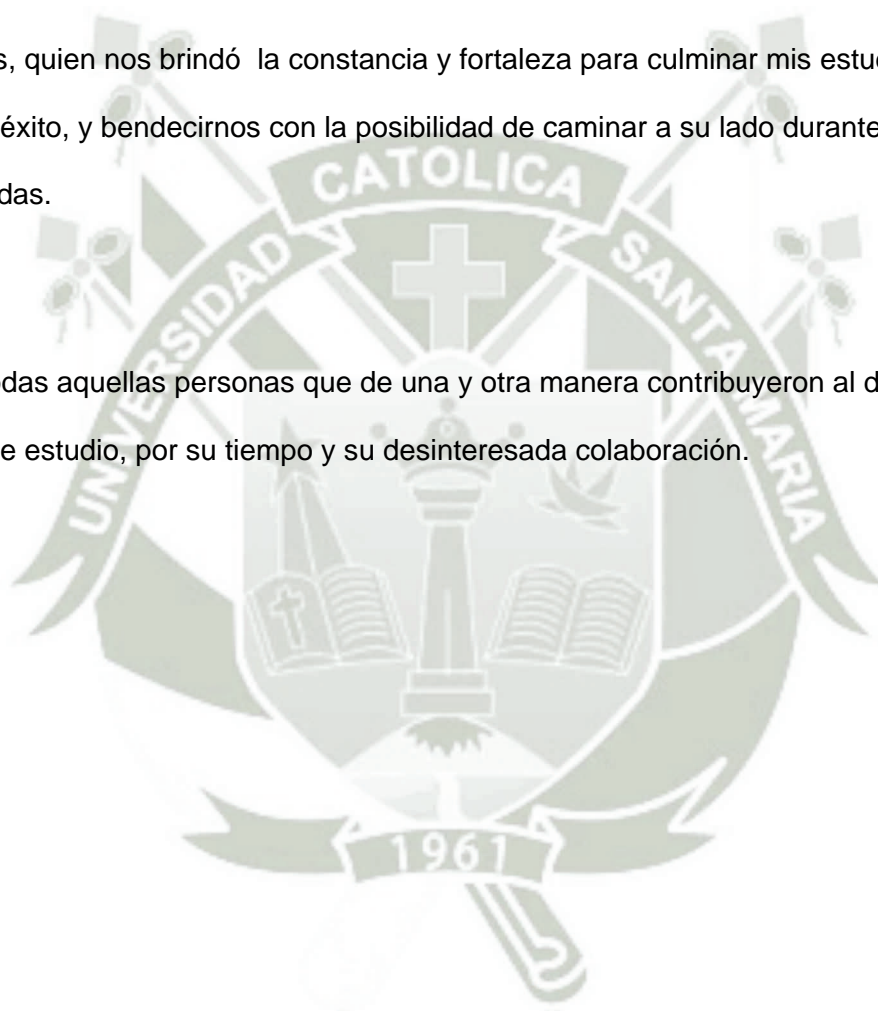 s, quien nos brindó la constancia y fortaleza para culminar mis estu
éxito, y bendecirnos con la posibilidad de caminar a su lado durante
das.
CATOLICA
UNIVERSIDAD
SANTA MARIA
odas aquellas personas que de una y otra manera contribuyeron al d
e estudio, por su tiempo y su desinteresada colaboración.
1961